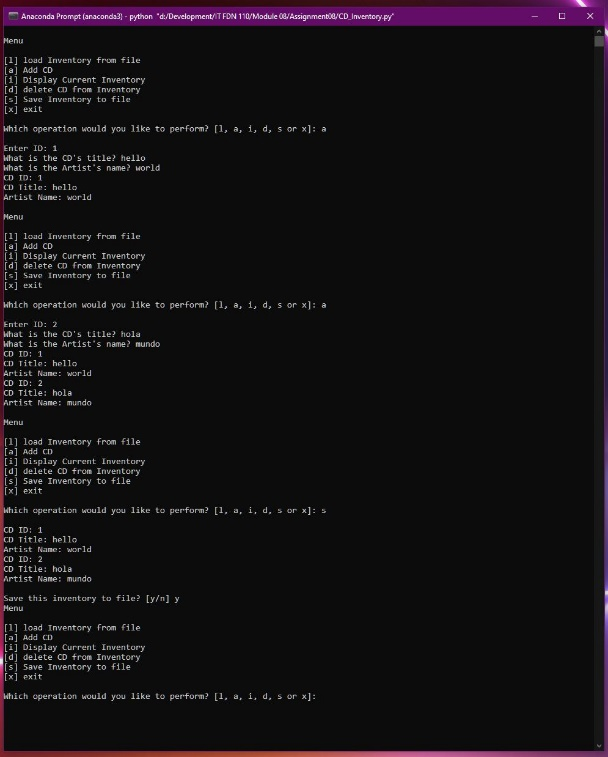 Anaconda Prompt (anaconda3) - python "d:/Development/IT FDN 110/Module 08/Assignment08/CD_Inventory.py"
Menu
[l] load Inventory from file
[a] Add CD
[i] Display Current Inventory
[d] delete CD from Inventory
[s] Save Inventory to file
[x] exit
Which operation would you like to perform? [l, a, i, d, s or x]: a
Enter ID: 1
What is the CD's title? hello
What is the Artist's name? world
CD ID: 1
CD Title: hello
Artist Name: world
Menu
[l] load Inventory from file
[a] Add CD
[i] Display Current Inventory
[d] delete CD from Inventory
[s] Save Inventory to file
[x] exit
Which operation would you like to perform? [l, a, i, d, s or x]: a
Enter ID: 2
What is the CD's title? hola
What is the Artist's name? mundo
CD ID: 1
CD Title: hello
Artist Name: world
CD ID: 2
CD Title: hola
Artist Name: mundo
Menu
[l] load Inventory from file
[a] Add CD
[i] Display Current Inventory
[d] delete CD from Inventory
[s] Save Inventory to file
[x] exit
Which operation would you like to perform? [l, a, i, d, s or x]: s
CD ID: 1
CD Title: hello
Artist Name: world
CD ID: 2
CD Title: hola
Artist Name: mundo
Save this inventory to file? [y/n] y
Menu
[l] load Inventory from file
[a] Add CD
[i] Display Current Inventory
[d] delete CD from Inventory
[s] Save Inventory to file
[x] exit
Which operation would you like to perform? [l, a, i, d, s or x]: